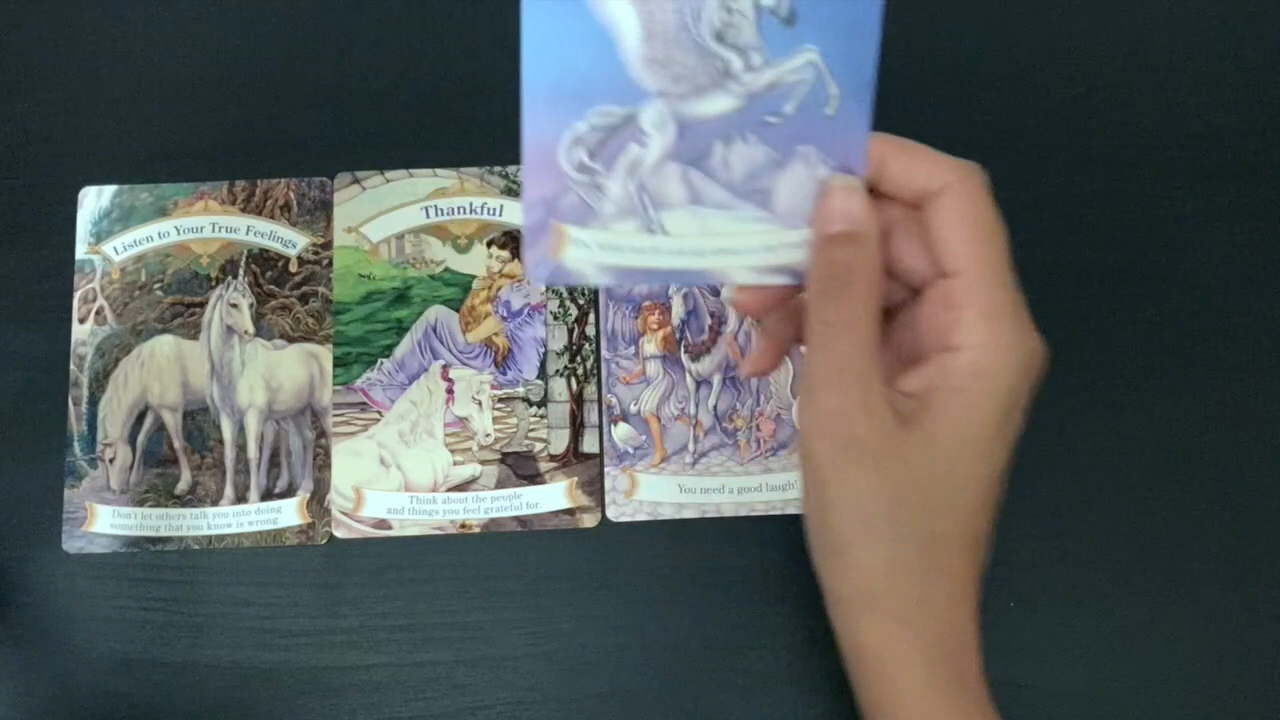 Listen to Your True Feelings
Don't let others talk you into doing
something that you know is wrong.
Thankful
Think about the people
and things you feel grateful for.
You need a good laugh!